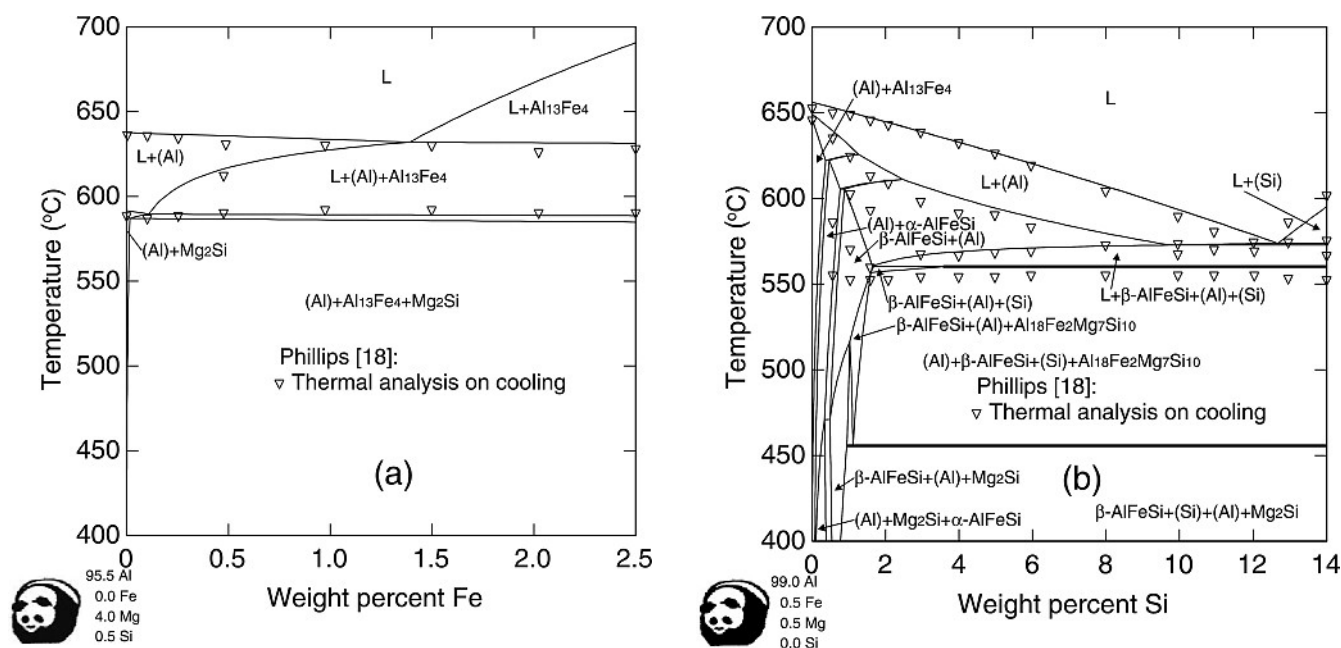 700
650
600
550
500
450
400
Temperature (°C)
L
L+Al13Fe4
L+(Al)
L+(Al)+Al13Fe4
(Al)+Mg2Si
(Al)+Al13Fe4+Mg2Si
Phillips [18]:
▽ Thermal analysis on cooling
(a)
0 0.5 1.0 1.5 2.0 2.5
Weight percent Fe
95.5 Al
0.0 Fe
4.0 Mg
0.5 Si
700
650
600
550
500
450
400
Temperature (°C)
(Al)+Al13Fe4
L
L+(Al)
L+(Si)
(Al)+α-AlFeSi
β-AlFeSi+(Al)
β-AlFeSi+(Al)+(Si)
L+β-AlFeSi+(Al)+(Si)
β-AlFeSi+(Al)+Al18Fe2Mg7Si10
(Al)+β-AlFeSi+(Si)+Al18Fe2Mg7Si10
Phillips [18]:
▽ Thermal analysis on cooling
β-AlFeSi+(Al)+Mg2Si
(b)
(Al)+Mg2Si+α-AlFeSi
β-AlFeSi+(Si)+(Al)+Mg2Si
0 2 4 6 8 10 12 14
Weight percent Si
99.0 Al
0.5 Fe
0.5 Mg
0.0 Si